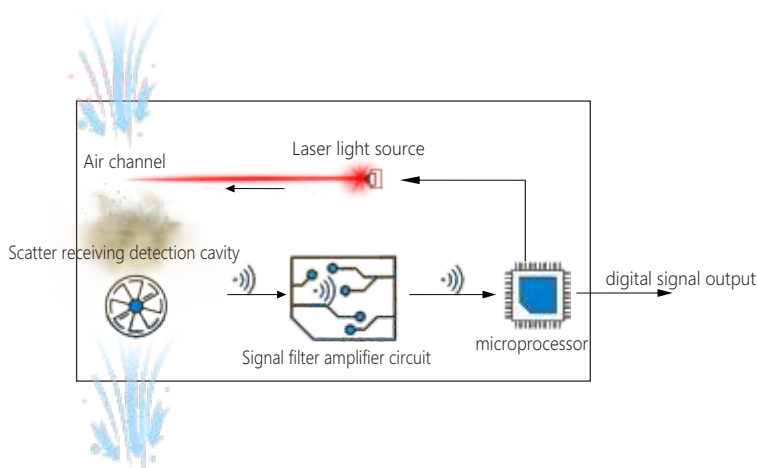 Air channel
Laser light source
Scatter receiving detection cavity
Signal filter amplifier circuit
microprocessor
digital signal output